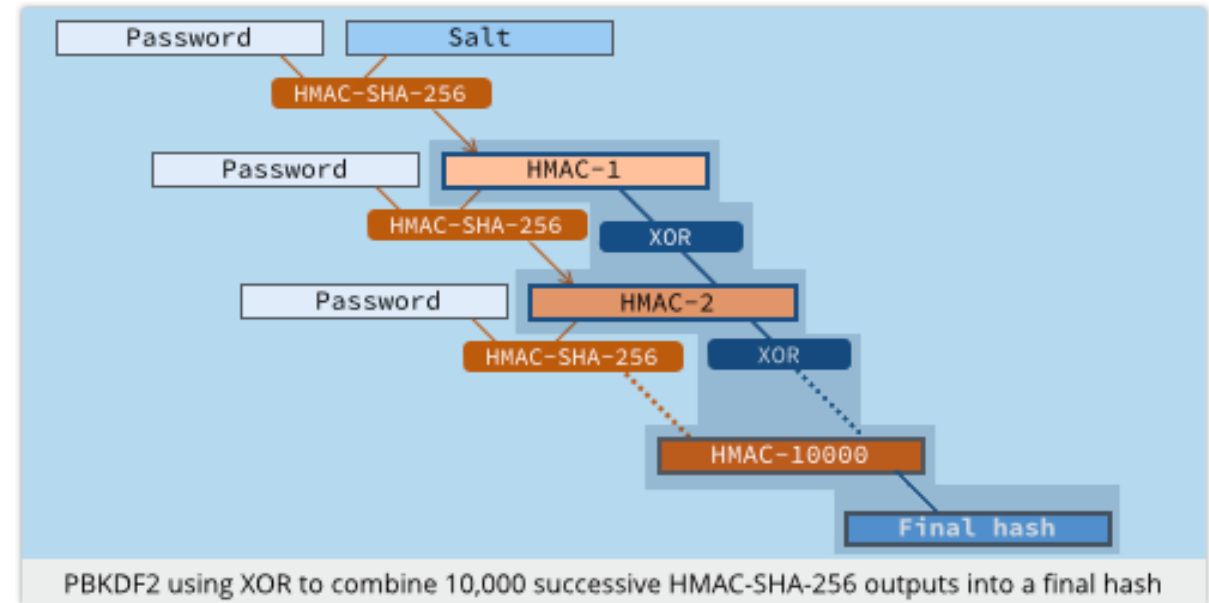 Password
Salt
HMAC-SHA-256
Password
HMAC-1
HMAC-SHA-256
XOR
Password
HMAC-2
HMAC-SHA-256
XOR
HMAC-10000
Final hash
PBKDF2 using XOR to combine 10,000 successive HMAC-SHA-256 outputs into a final hash